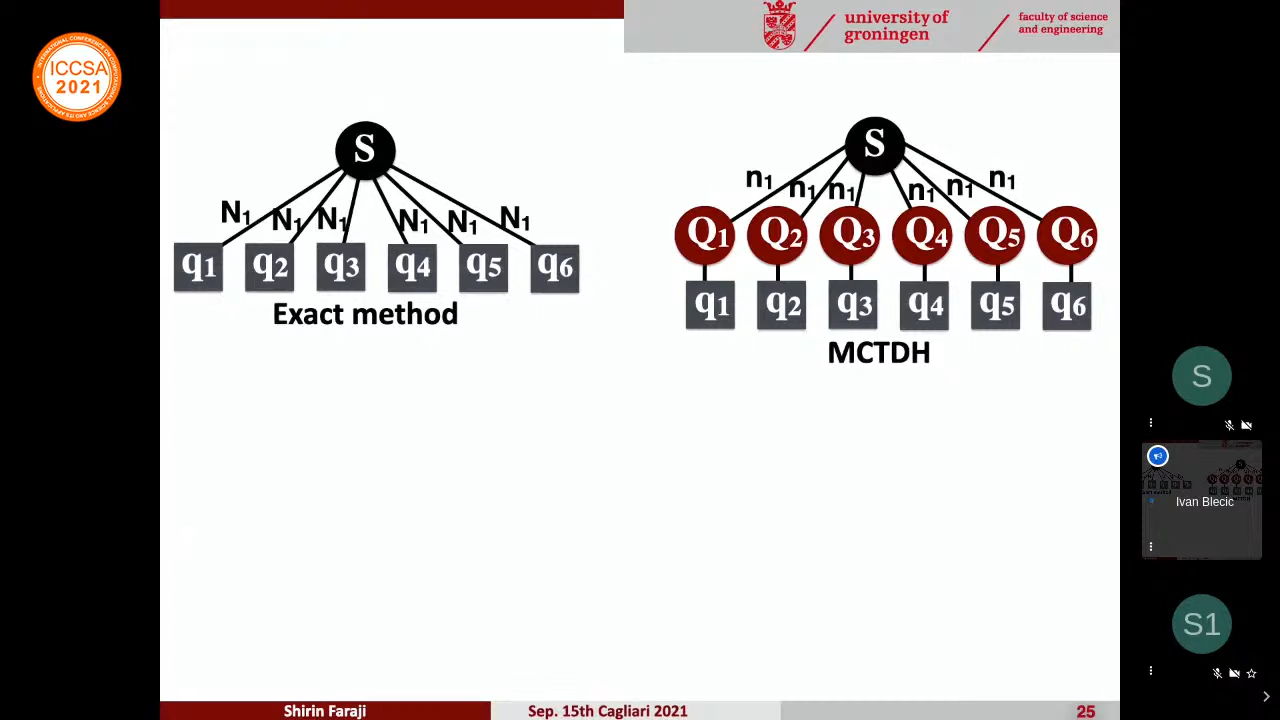 ICCSA
2021
university of
groningen
faculty of science
and engineering
S
N1 N1 N1 N1 N1 N1
q1 q2 q3 q4 q5 q6
Exact method
S
n1 n1 n1 n1 n1 n1
Q1 Q2 Q3 Q4 Q5 Q6
q1 q2 q3 q4 q5 q6
MCTDH
S
Ivan Blecic
S1
Shirin Faraji
Sep. 15th Cagliari 2021
25